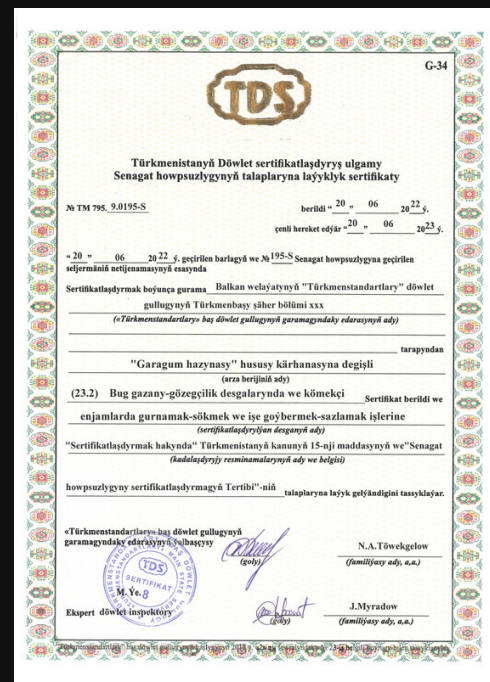 G-34
TDS
Türkmenistanyň Döwlet sertifikatlaşdyryş ulgamy
Senagat howpsuzlygynyň talaplaryna laýyklyk sertifikaty
№ TM 795. 9.0195-S
berildi “ 20 ” 06 2022 ý.
çenli hereket edýär “20 ” 06 2023 ý.
“ 20 ” 06 2022 ý. geçirilen barlagyň we № 195-S Senagat howpsuzlygyna geçirilen
seljermäniň netijenamasynyň esasynda
Sertifikatlaşdyrmak boýunça gurama Balkan welaýatynyň "Türkmenstandartlary" döwlet
gullugynyň Türkmenbaşy şäher bölümi xxx
(«Türkmenstandartlary» baş döwlet gullugynyň garamagyndaky edarasynyň ady)
tarapyndan
"Garagum hazynasy" hususy kärhanasyna degişli
(arza berijiniň ady)
(23.2) Bug gazany-gözegçilik desgalarynda we kömekçi Sertifikat berildi we
enjamlarda gurnamak-sökmek we işe goýbermek-sazlamak işlerine
(sertifikatlaşdyrylýan desganyň ady)
"Sertifikatlaşdyrmak hakynda" Türkmenistanyň kanunyň 15-nji maddasynyň we"Senagat
(kadalaşdyryjy resminamalarynyň ady we belgisi)
howpsuzlygyny sertifikatlaşdyrmagyň Tertibi"-niň talaplaryna laýyk gelýändigini tassyklaýar.
«Türkmenstandartlary» baş döwlet gullugynyň
garamagyndaky edarasynyň ýolbaşçysy
(goly)
N.A.Töwekgelow
(familiýasy ady, a.a.)
TDS
SERTIFIKAT
8
M. Ýe.
Ekspert döwlet inspektory
(goly)
J.Myradow
(familiýasy ady, a.a.)